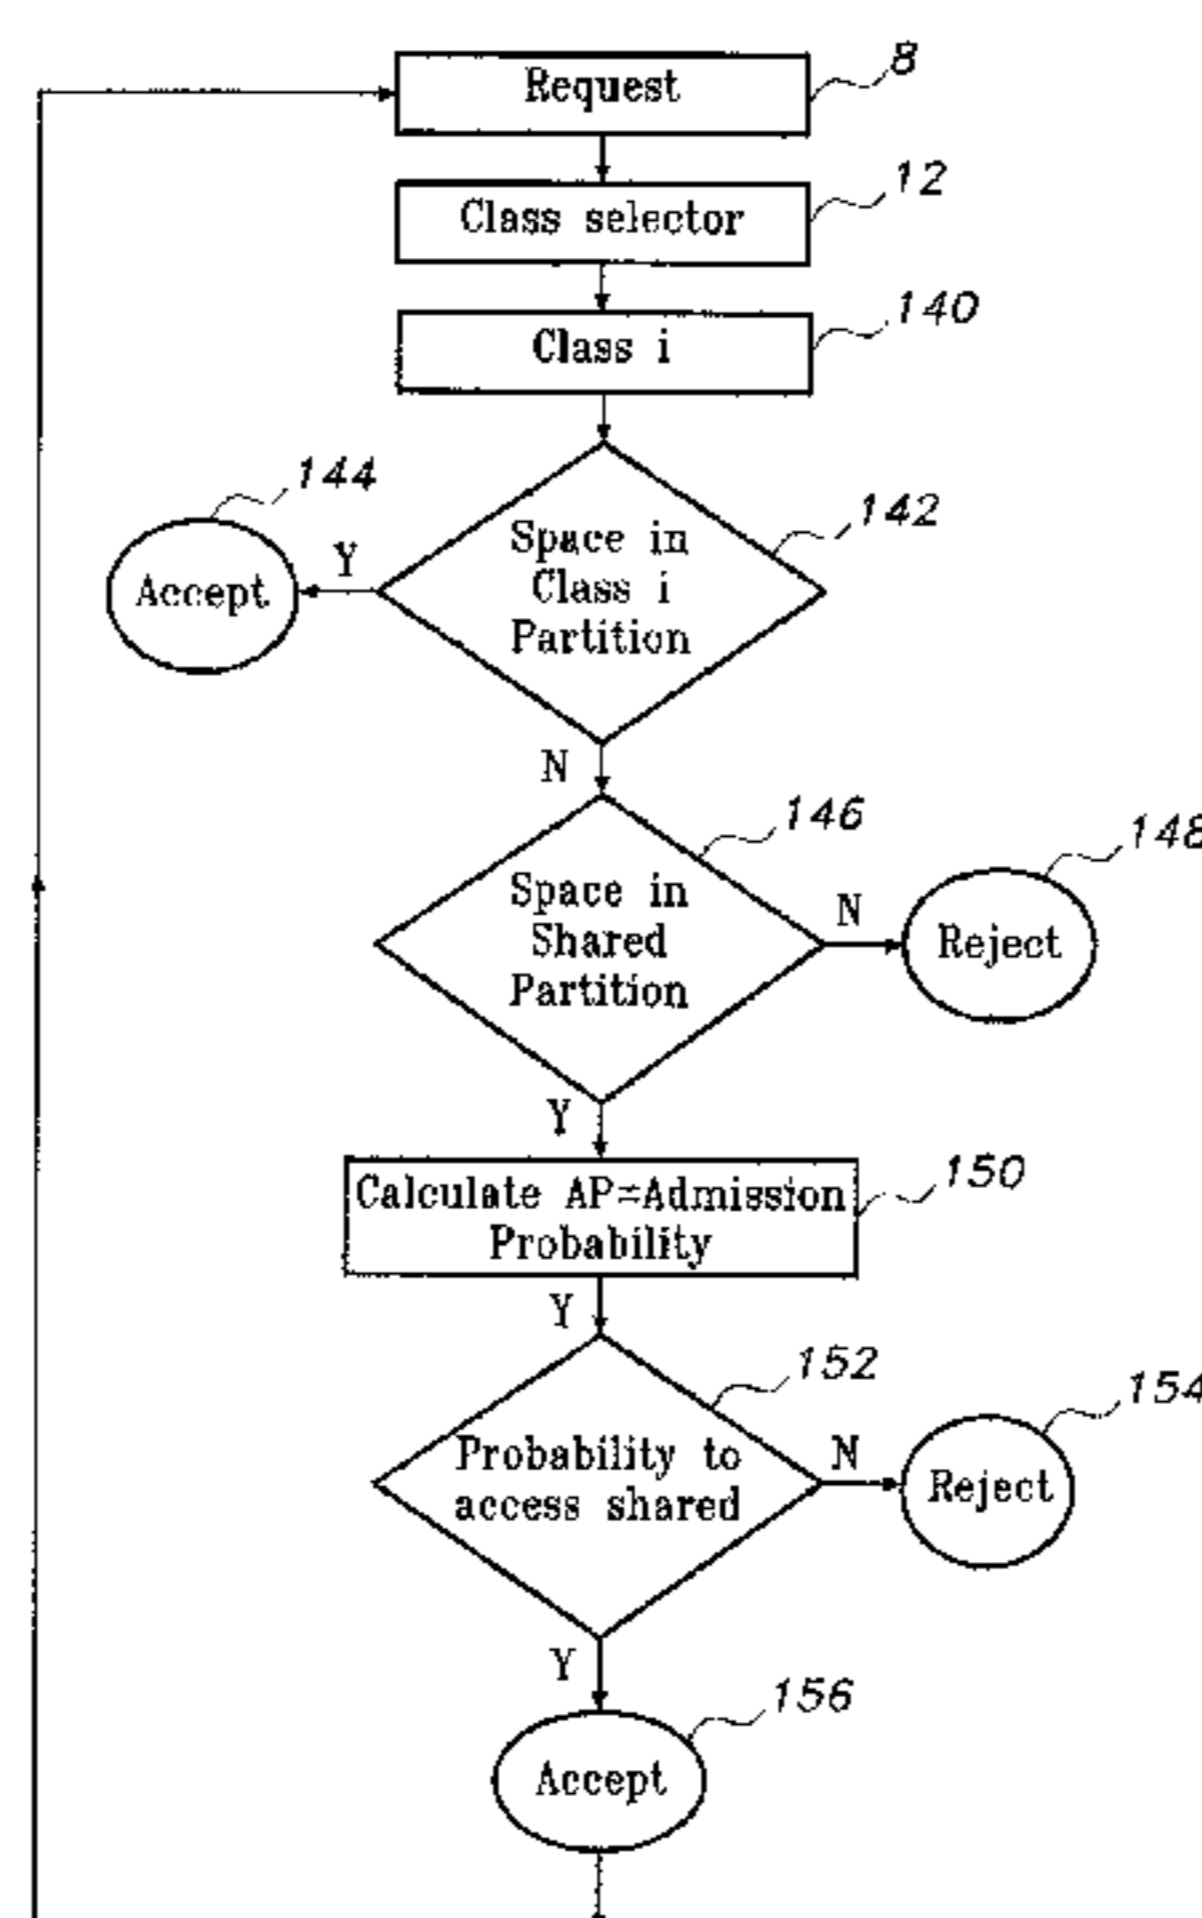 Request
8
Class selector
12
Class i
140
144
Accept
Y
Space in
Class i
Partition
142
N
Space in
Shared
Partition
146
N
148
Reject
Y
Calculate AP=Admission
Probability
150
Y
Probability to
access shared
152
N
154
Reject
Y
156
Accept